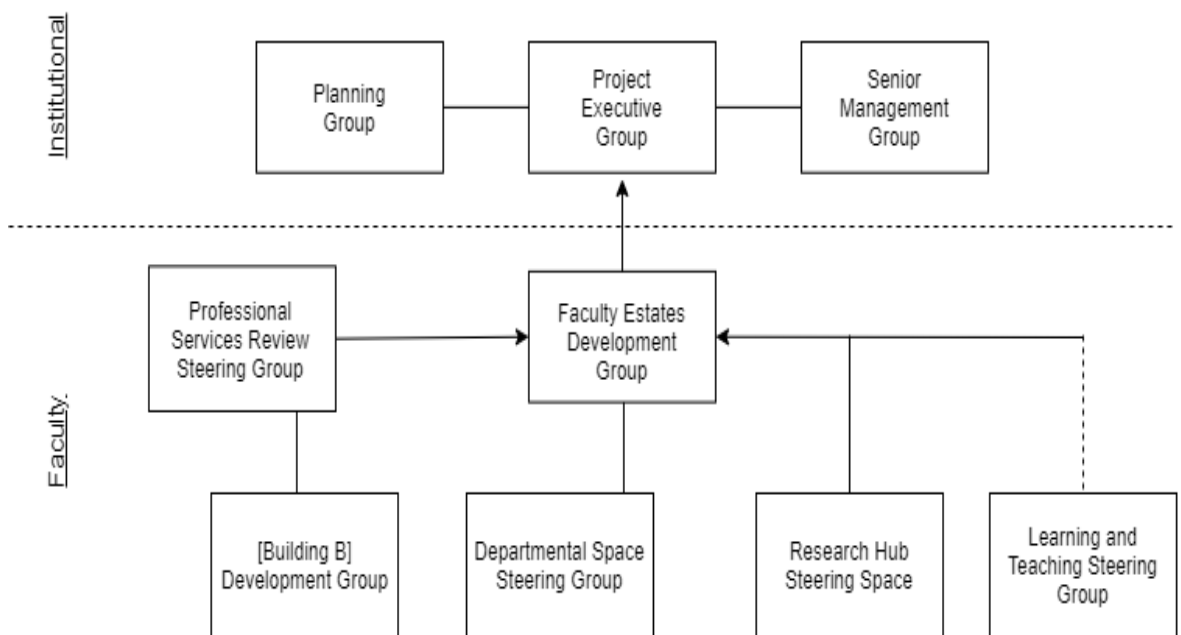 Institutional
Planning
Group
Project
Executive
Group
Senior
Management
Group
Faculty
Professional
Services Review
Steering Group
Faculty Estates
Development
Group
[Building B]
Development Group
Departmental Space
Steering Group
Research Hub
Steering Space
Learning and
Teaching Steering
Group